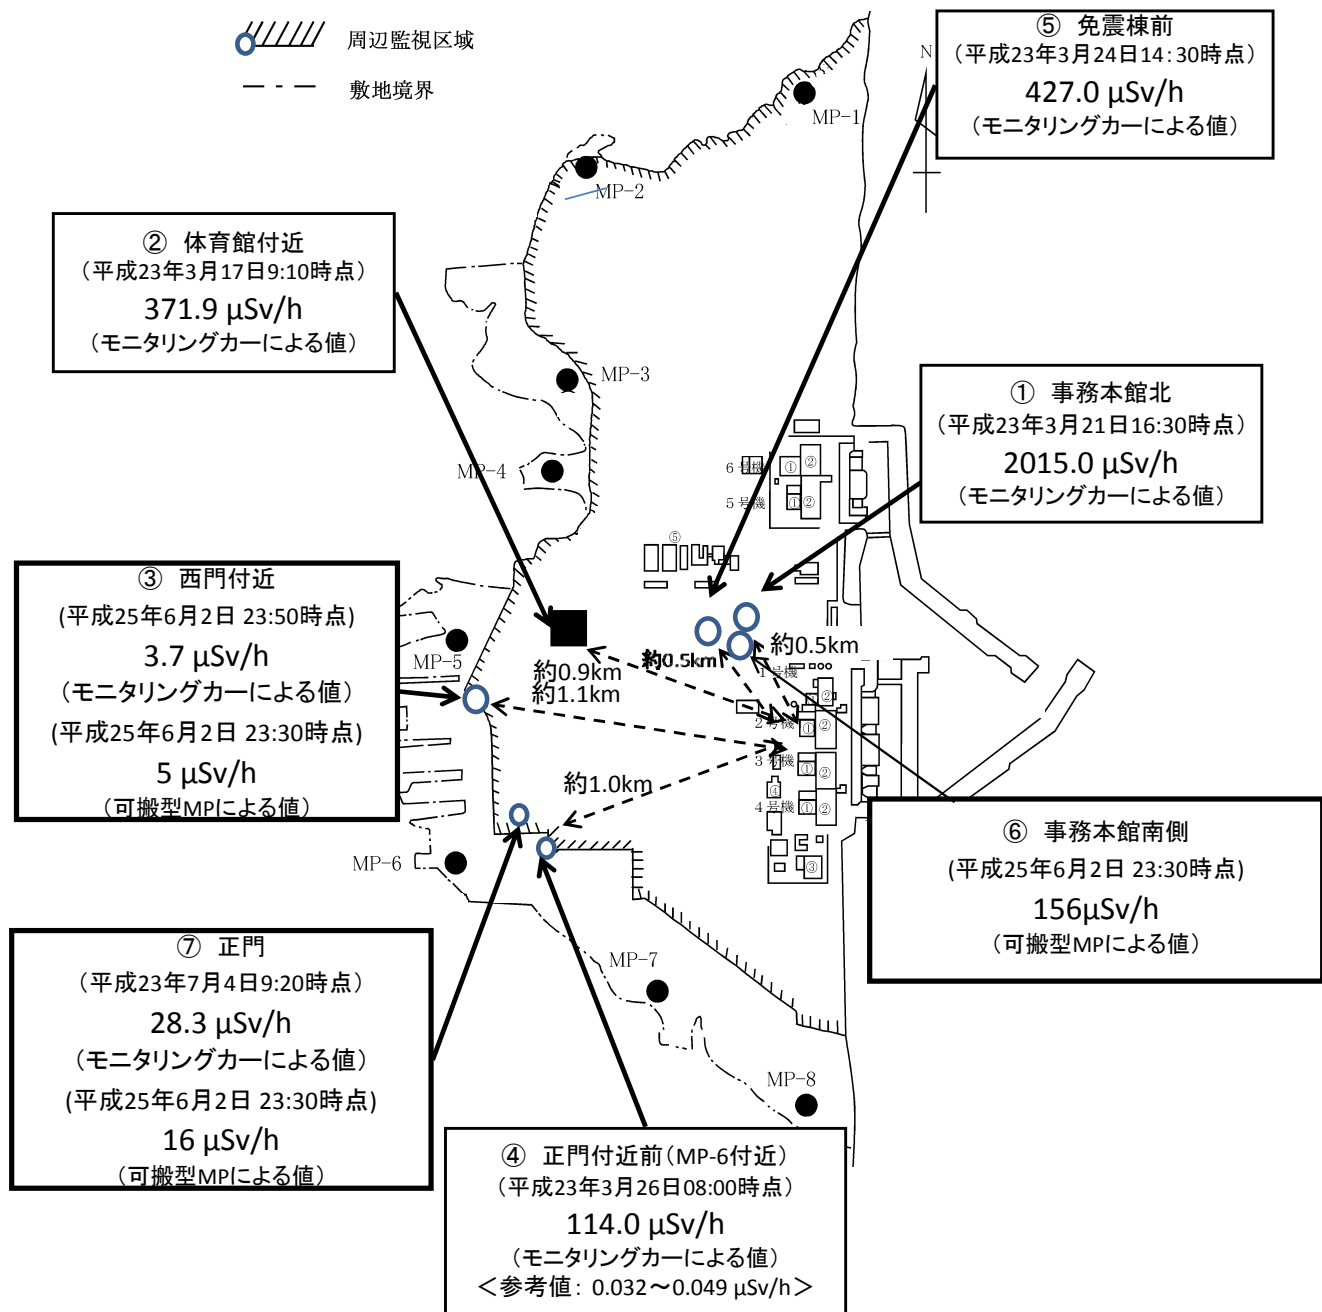 周辺監視区域
敷地境界
⑤ 免震棟前
(平成23年3月24日14:30時点)
427.0 μSv/h
(モニタリングカーによる値)
N
MP-1
MP-2
② 体育館付近
(平成23年3月17日9:10時点)
371.9 μSv/h
(モニタリングカーによる値)
MP-3
MP-4
① 事務本館北
(平成23年3月21日16:30時点)
2015.0 μSv/h
(モニタリングカーによる値)
6号機
① ②
5号機
① ②
⑤
③ 西門付近
(平成25年6月2日 23:50時点)
3.7 μSv/h
(モニタリングカーによる値)
(平成25年6月2日 23:30時点)
5 μSv/h
(可搬型MPによる値)
MP-5
約0.9km
約1.1km
約0.5km
約0.5km
1号機
②
2号機
① ②
3号機
① ②
④
4号機
① ②
③
約1.0km
MP-6
⑥ 事務本館南側
(平成25年6月2日 23:30時点)
156μSv/h
(可搬型MPによる値)
⑦ 正門
(平成23年7月4日9:20時点)
28.3 μSv/h
(モニタリングカーによる値)
(平成25年6月2日 23:30時点)
16 μSv/h
(可搬型MPによる値)
MP-7
MP-8
④ 正門付近前(MP-6付近)
(平成23年3月26日08:00時点)
114.0 μSv/h
(モニタリングカーによる値)
<参考値: 0.032～0.049 μSv/h>